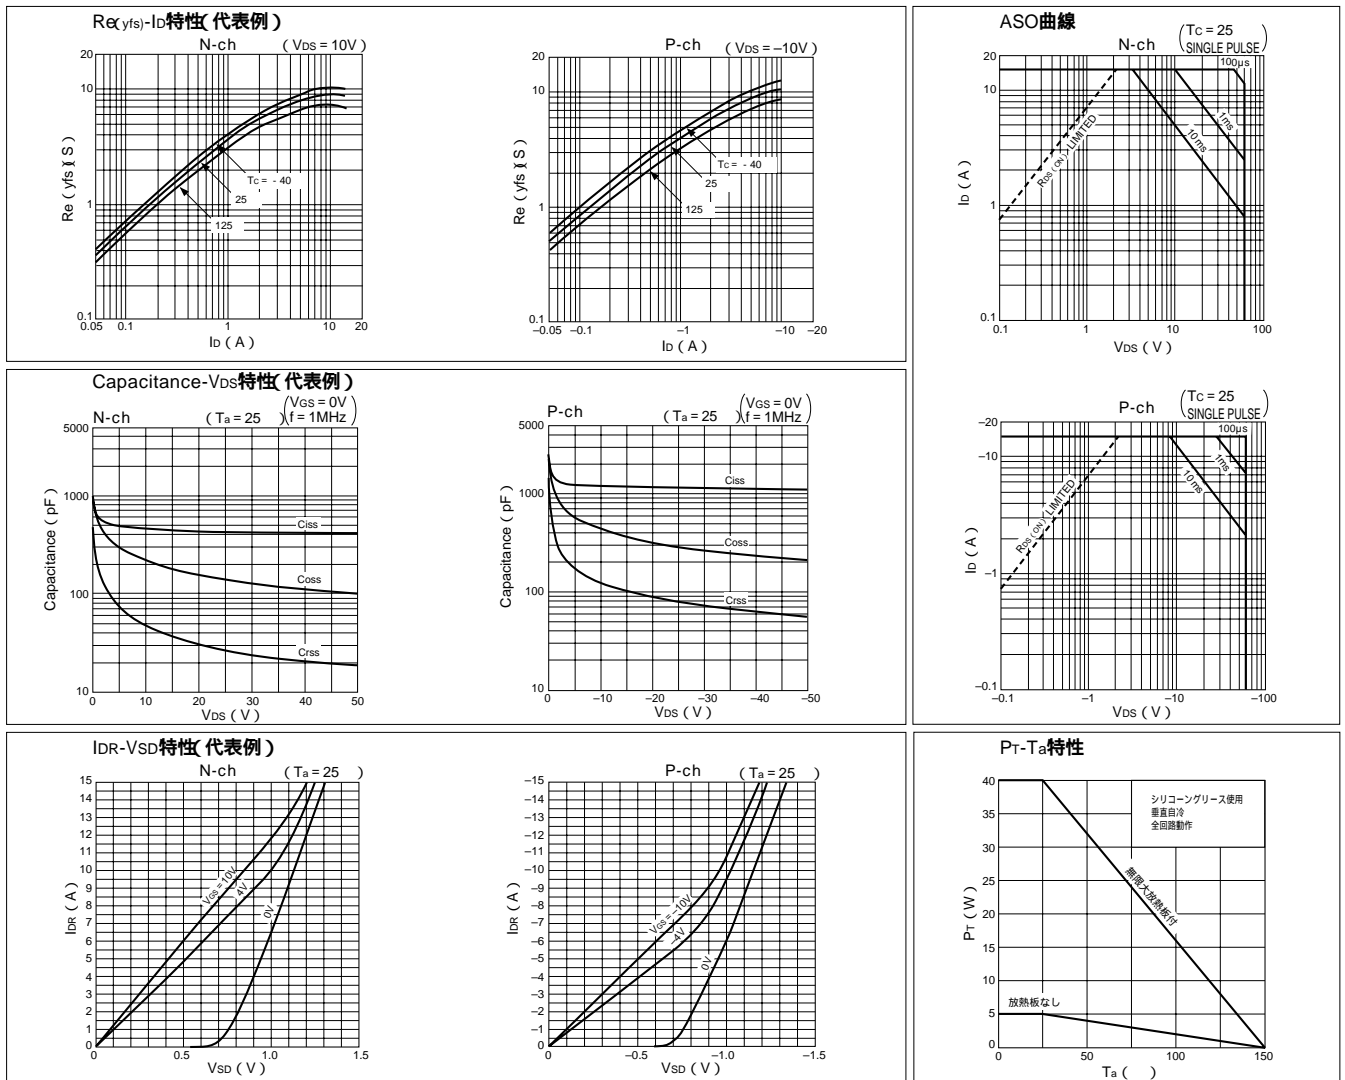 Re(yfs)-ID特性(代表例)
N-ch
(VDS = 10V)
20
10
1
0.1
0.05
0.1
1
10
20
Re (yfs)(S)
ID (A)
TC = -40
25
125
P-ch
(VDS = –10V)
20
10
1
0.1
–0.05
–0.1
–1
–10
–20
Re (yfs)(S)
ID (A)
TC = -40
25
125
ASO曲線
N-ch
(TC = 25
SINGLE PULSE)
20
10
1
0.1
0.1
1
10
100
ID (A)
VDS (V)
RDS (ON) LIMITED
100μs
1ms
10ms
P-ch
(TC = 25
SINGLE PULSE)
–20
–10
–1
–0.1
–0.1
–1
–10
–100
ID (A)
VDS (V)
RDS (ON) LIMITED
100μs
1ms
10ms
Capacitance-VDS特性(代表例)
N-ch
(Ta = 25 )
(VGS = 0V
f = 1MHz)
5000
1000
100
10
0
10
20
30
40
50
Capacitance (pF)
VDS (V)
Ciss
Coss
Crss
P-ch
(Ta = 25 )
(VGS = 0V
f = 1MHz)
5000
1000
100
10
0
–10
–20
–30
–40
–50
Capacitance (pF)
VDS (V)
Ciss
Coss
Crss
IDR-VSD特性(代表例)
N-ch
(Ta = 25 )
15
14
13
12
11
10
9
8
7
6
5
4
3
2
1
0
0
0.5
1.0
1.5
IDR (A)
VSD (V)
VGS = 10V
4V
0V
P-ch
(Ta = 25 )
–15
–14
–13
–12
–11
–10
–9
–8
–7
–6
–5
–4
–3
–2
–1
0
0
–0.5
–1.0
–1.5
IDR (A)
VSD (V)
VGS = –10V
–4V
0V
PT-Ta特性
40
35
30
25
20
15
10
5
0
0
50
100
150
PT (W)
Ta ( )
シリコーングリース使用
垂直自冷
全回路動作
無限大放熱板付
放熱板なし